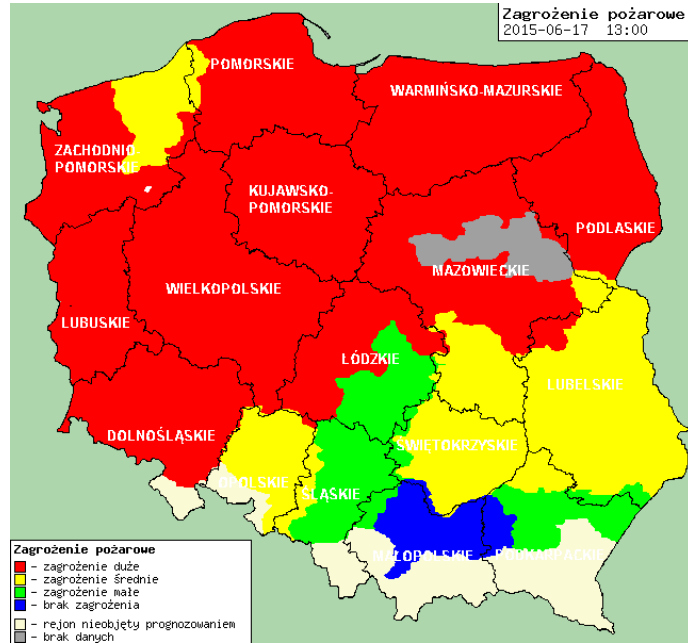 Zagrożenie pożarowe
2015-06-17 13:00
POMORSKIE
WARMIŃSKO-MAZURSKIE
ZACHODNIO-
POMORSKIE
KUJAWSKO-
POMORSKIE
PODLASKIE
MAZOWIECKIE
WIELKOPOLSKIE
LUBUSKIE
ŁÓDZKIE
LUBELSKIE
DOLNOŚLĄSKIE
ŚWIĘTOKRZYSKIE
OPOLSKIE
ŚLĄSKIE
MAŁOPOLSKIE
PODKARPACKIE
Zagrożenie pożarowe
- zagrożenie duże
- zagrożenie średnie
- zagrożenie małe
- brak zagrożenia
- rejon nieobjęty prognozowaniem
- brak danych